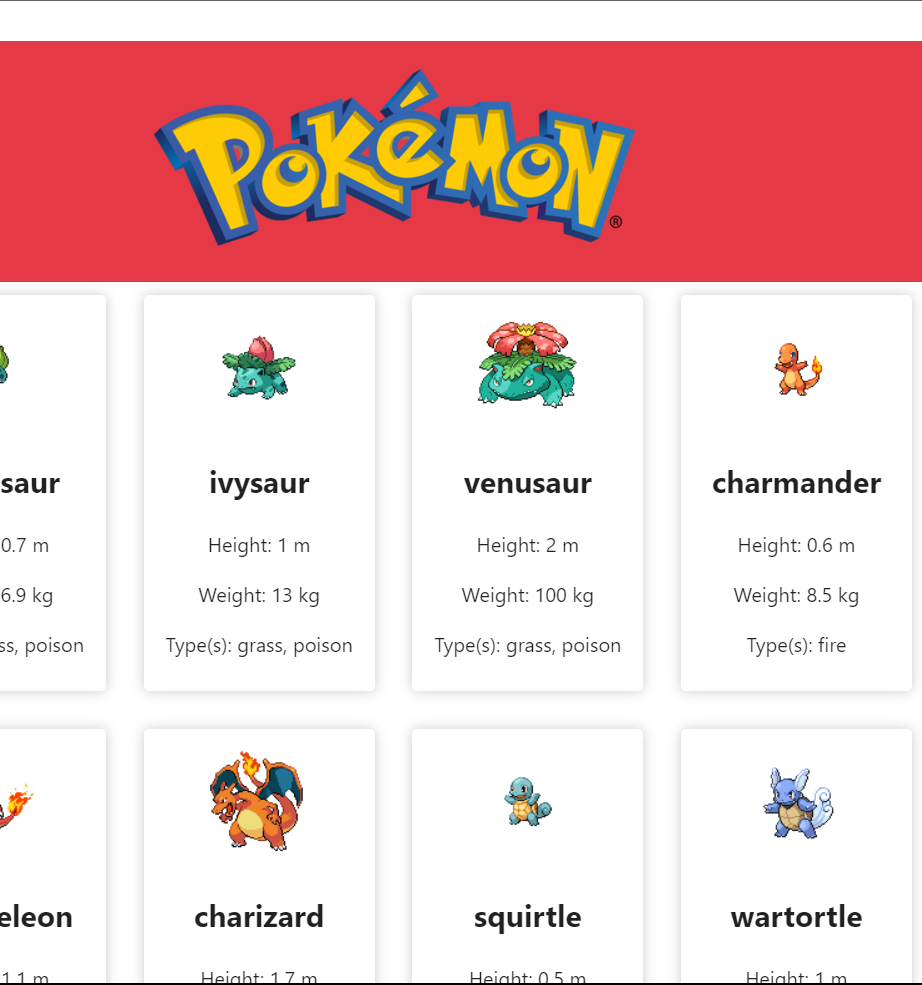 Pokémon®
saur
ivysaur
venusaur
charmander
0.7 m
Height: 1 m
Height: 2 m
Height: 0.6 m
6.9 kg
Weight: 13 kg
Weight: 100 kg
Weight: 8.5 kg
ss, poison
Type(s): grass, poison
Type(s): grass, poison
Type(s): fire
eleon
charizard
squirtle
wartortle
1.1 m
Height: 1.7 m
Height: 0.5 m
Height: 1 m